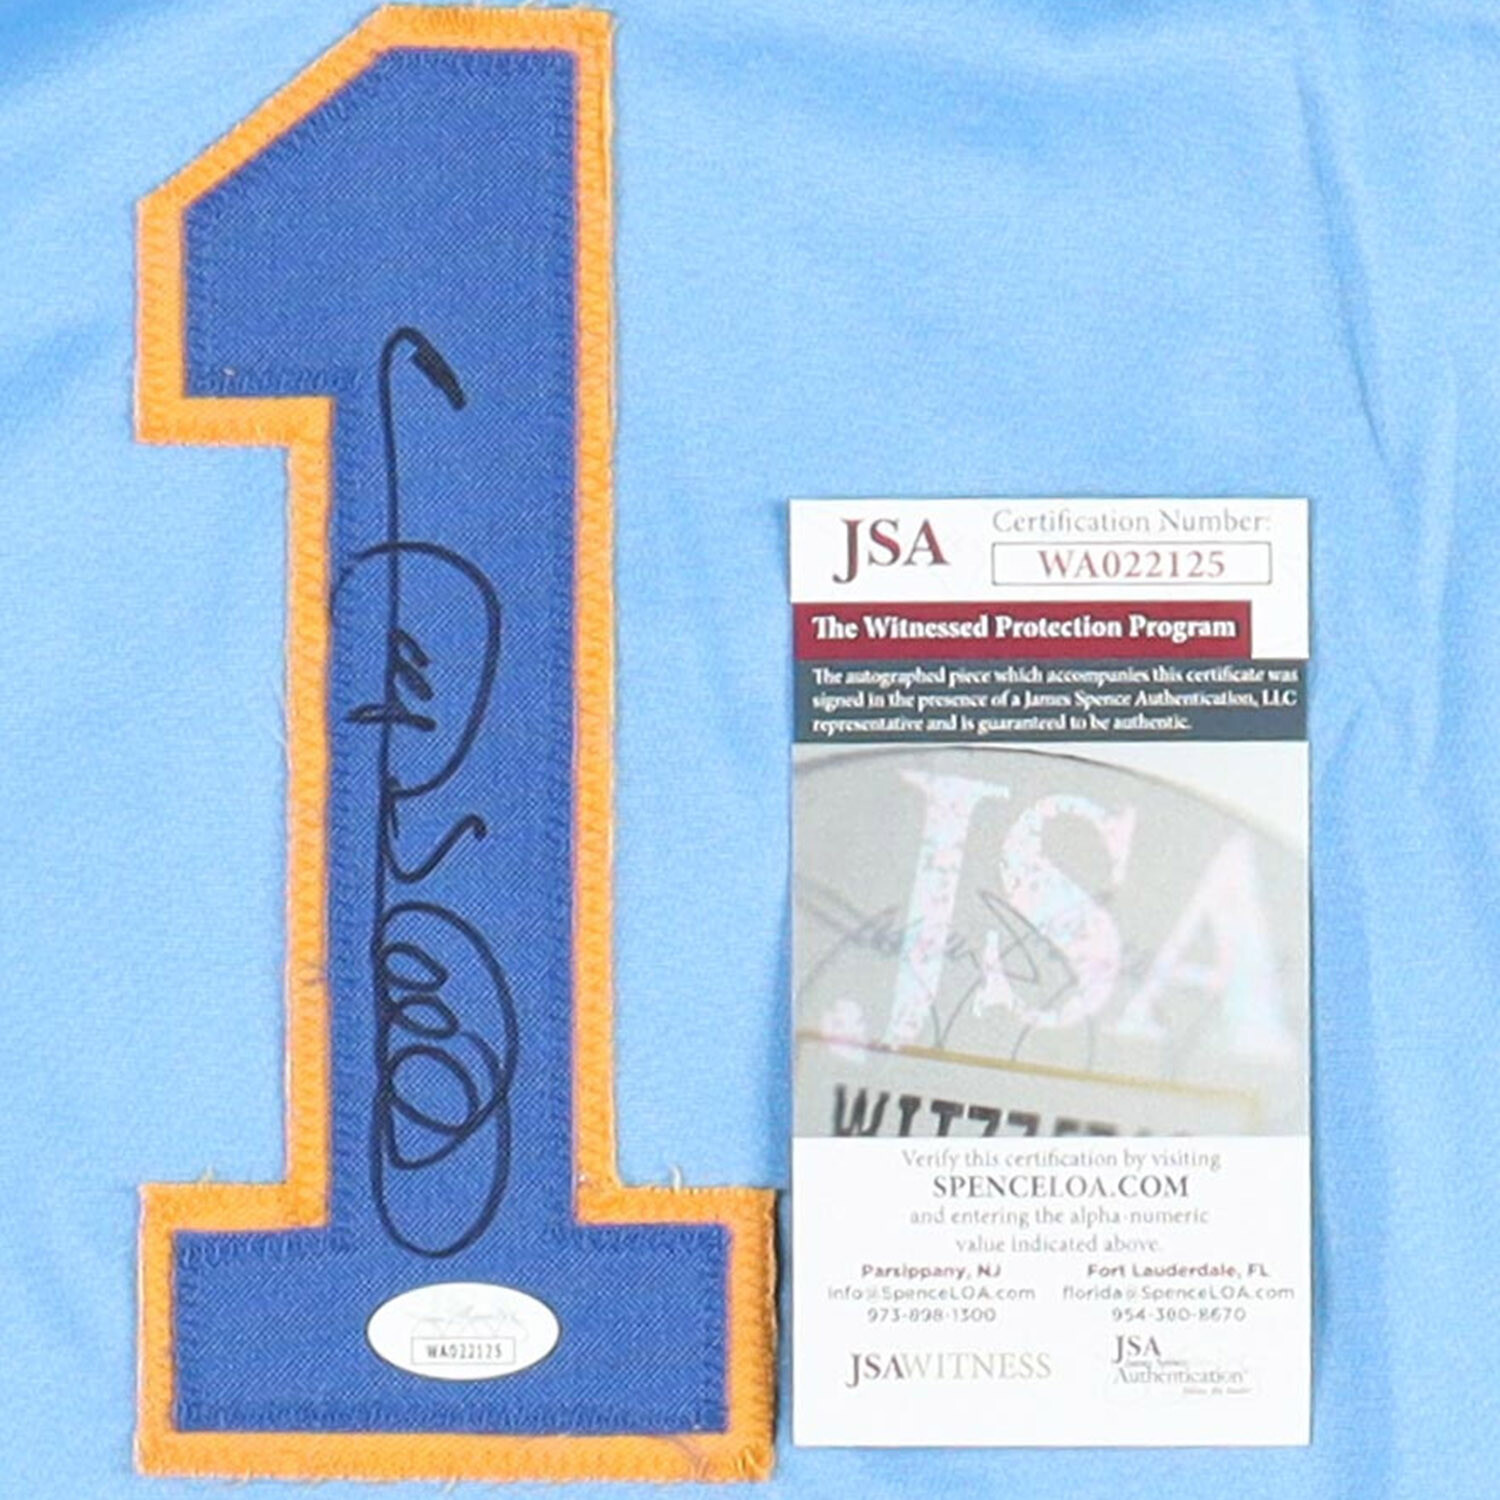 1
JSA
Certification Number:
WA022125
The Witnessed Protection Program
The autographed piece which accompanies this certificate was
signed in the presence of a James Spence Authentication, LLC
representative and is guaranteed to be authentic.
JSA
Verify this certification by visiting
SPENCELOA.COM
and entering the alpha-numeric
value indicated above.
Parsippany, NJ
info@SpenceLOA.com
973-898-1300
Fort Lauderdale, FL
florida@SpenceLOA.com
954-380-8670
JSAWITNESS
JSA
Authentication
WA022125